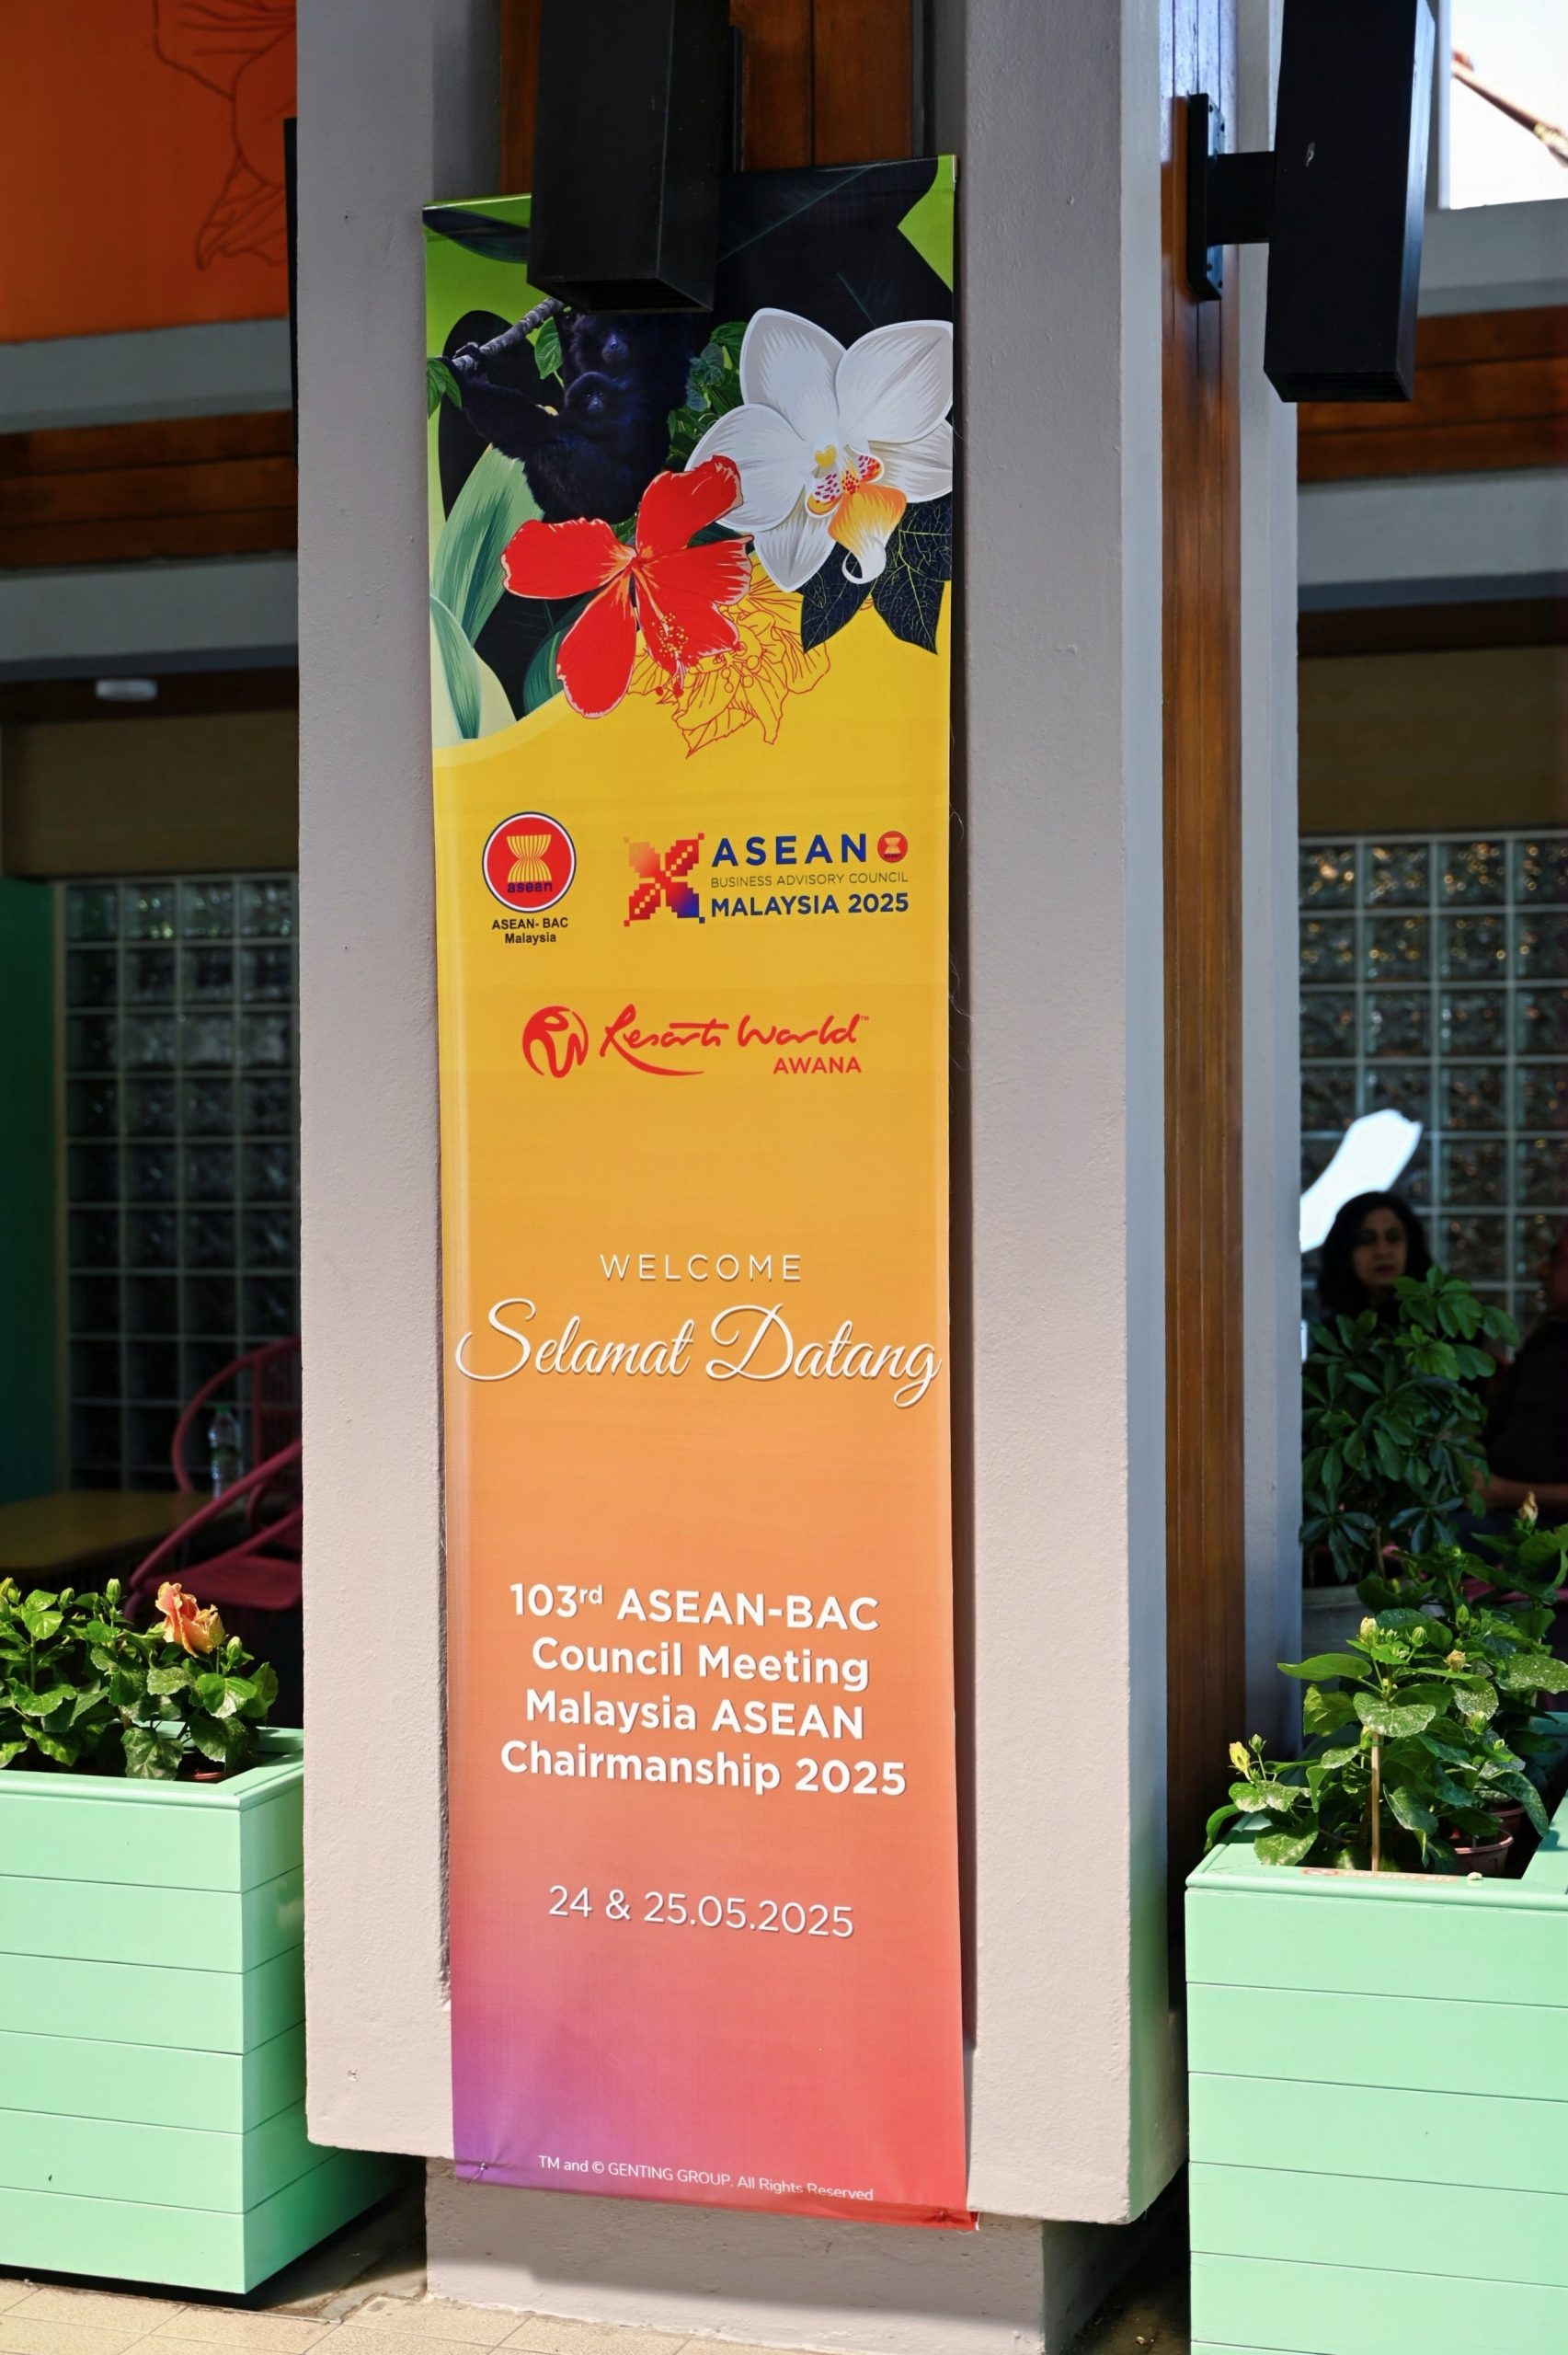 asean
ASEAN- BAC
Malaysia
ASEAN
BUSINESS ADVISORY COUNCIL
MALAYSIA 2025
RW Resorts World™
AWANA
WELCOME
Selamat Datang
103rd ASEAN-BAC
Council Meeting
Malaysia ASEAN
Chairmanship 2025
24 & 25.05.2025
TM and © GENTING GROUP. All Rights Reserved